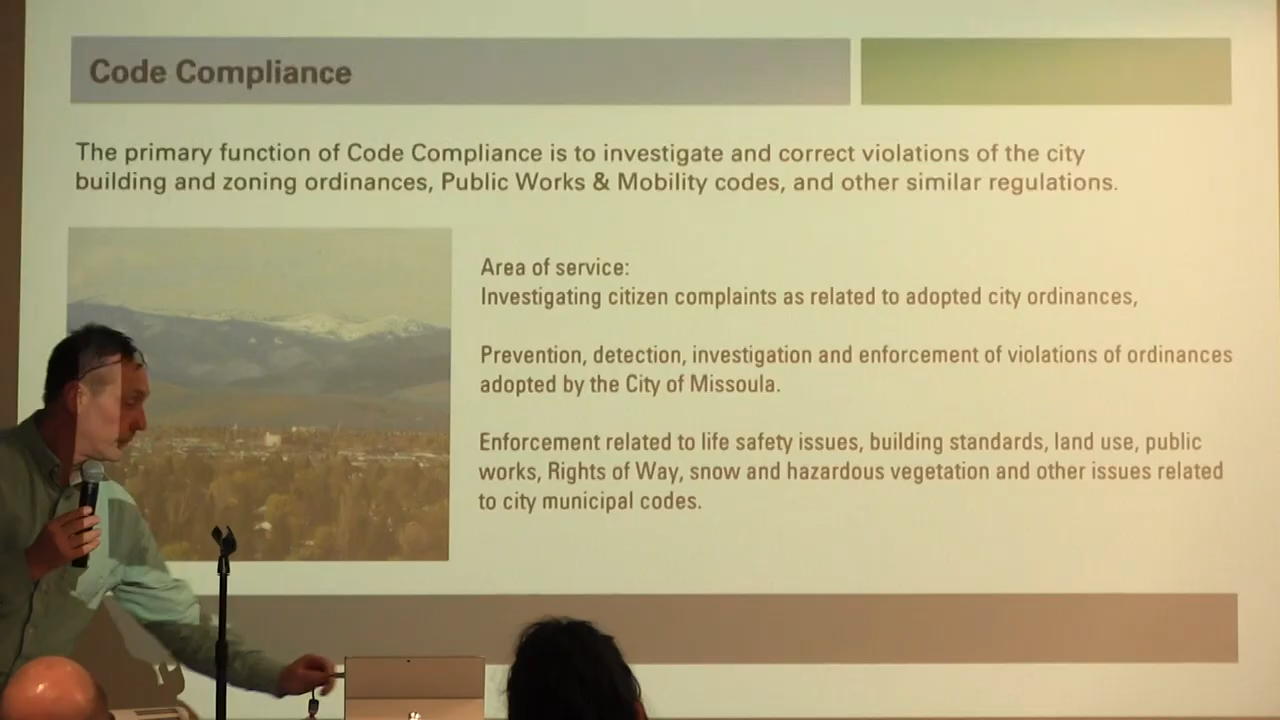 Code Compliance
The primary function of Code Compliance is to investigate and correct violations of the city
building and zoning ordinances, Public Works & Mobility codes, and other similar regulations.
Area of service:
Investigating citizen complaints as related to adopted city ordinances,
Prevention, detection, investigation and enforcement of violations of ordinances
adopted by the City of Missoula.
Enforcement related to life safety issues, building standards, land use, public
works, Rights of Way, snow and hazardous vegetation and other issues related
to city municipal codes.